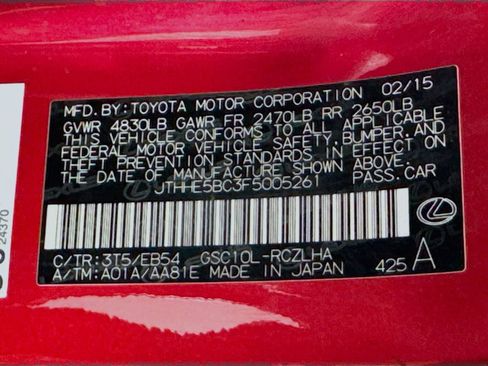 MFD.BY:TOYOTA MOTOR CORPORATION 02/15
GVWR 4830LB GAWR FR 2470LB RR 2650LB
THIS VEHICLE CONFORMS TO ALL APPLICABLE
FEDERAL MOTOR VEHICLE SAFETY, BUMPER, AND
THEFT PREVENTION STANDARDS IN EFFECT ON
THE DATE OF MANUFACTURE SHOWN ABOVE.
JTHHE5BC3F5005261 PASS.CAR
C/TR:3T5/EB54 GSC10L-RCZLHA
A/TM:A01A/AA81E MADE IN JAPAN 425 A
24370